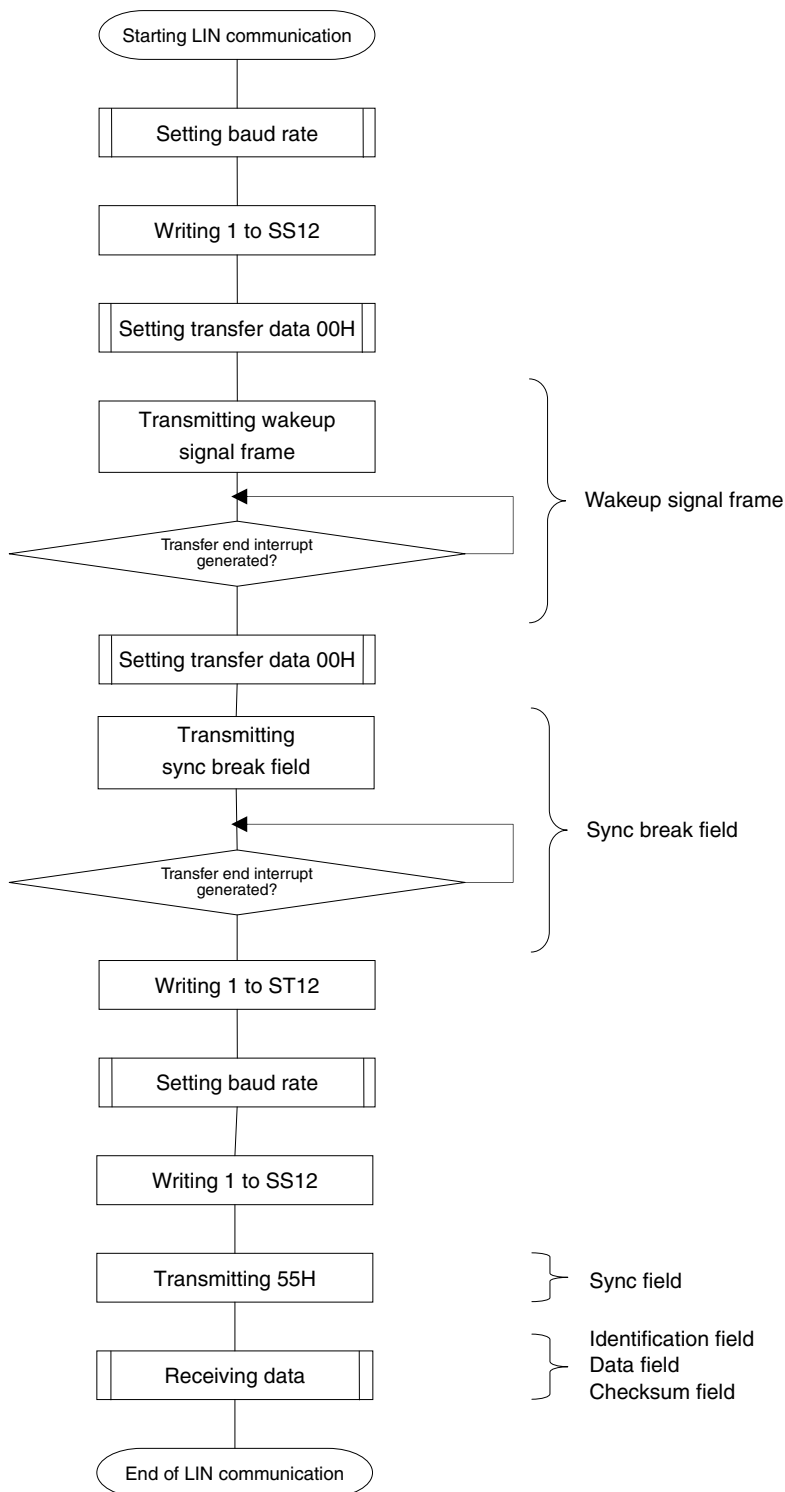 Starting LIN communication
Setting baud rate
Writing 1 to SS12
Setting transfer data 00H
Transmitting wakeup
signal frame
Wakeup signal frame
Transfer end interrupt
generated?
Setting transfer data 00H
Transmitting
sync break field
Sync break field
Transfer end interrupt
generated?
Writing 1 to ST12
Setting baud rate
Writing 1 to SS12
Transmitting 55H
Sync field
Receiving data
Identification field
Data field
Checksum field
End of LIN communication